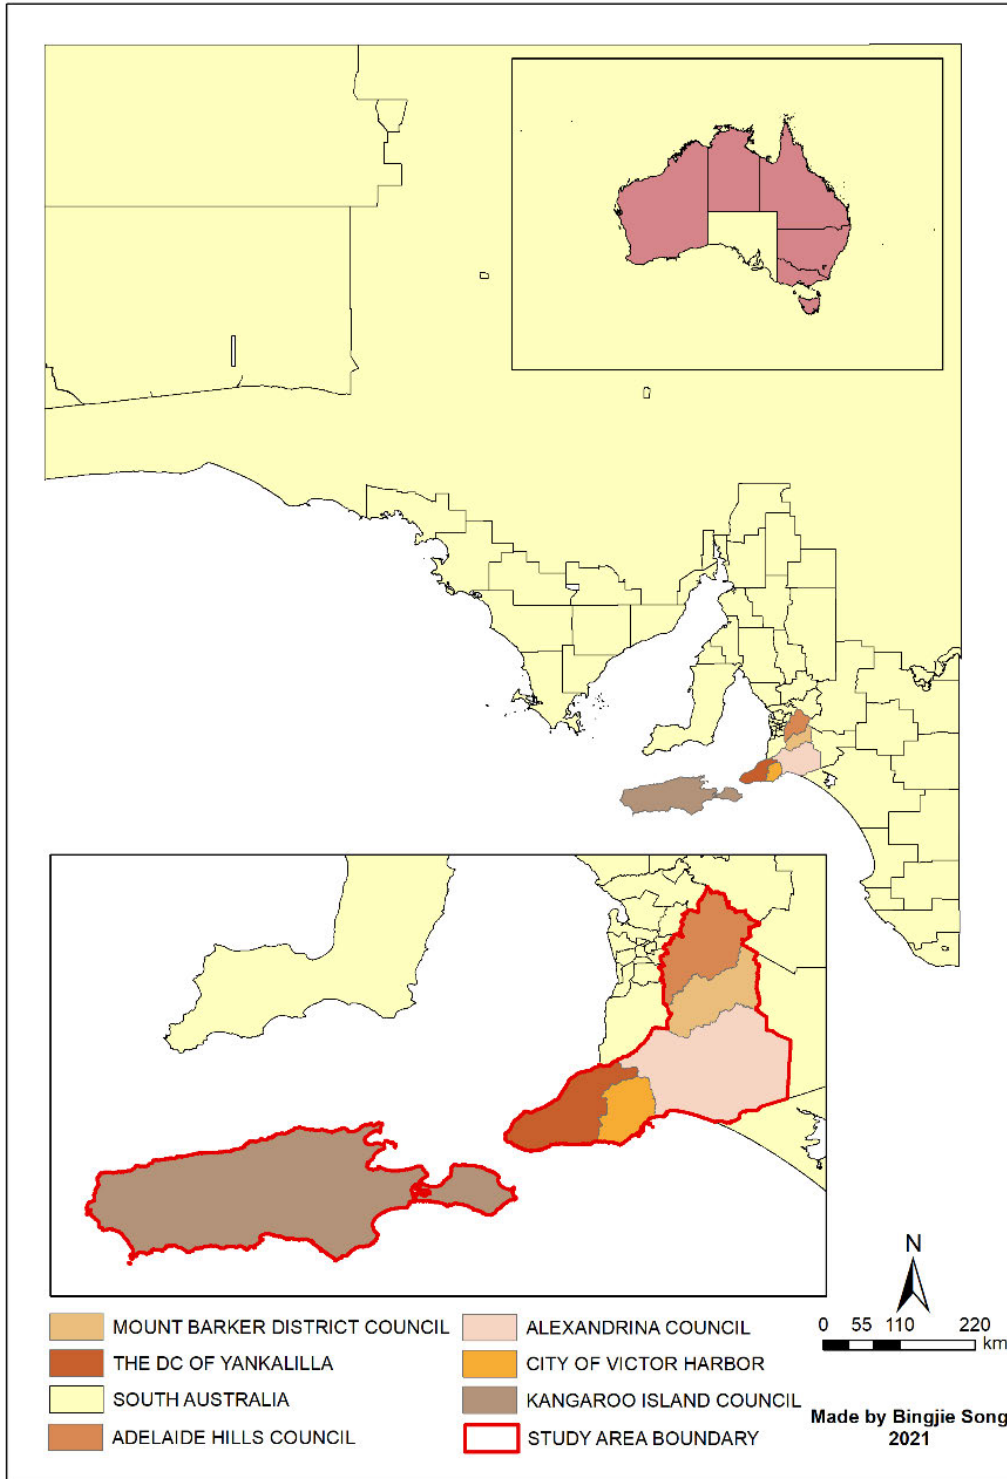 MOUNT BARKER DISTRICT COUNCIL
THE DC OF YANKALILLA
SOUTH AUSTRALIA
ADELAIDE HILLS COUNCIL
ALEXANDRINA COUNCIL
CITY OF VICTOR HARBOR
KANGAROO ISLAND COUNCIL
STUDY AREA BOUNDARY
N
0 55 110 220
km
Made by Bingjie Song
2021